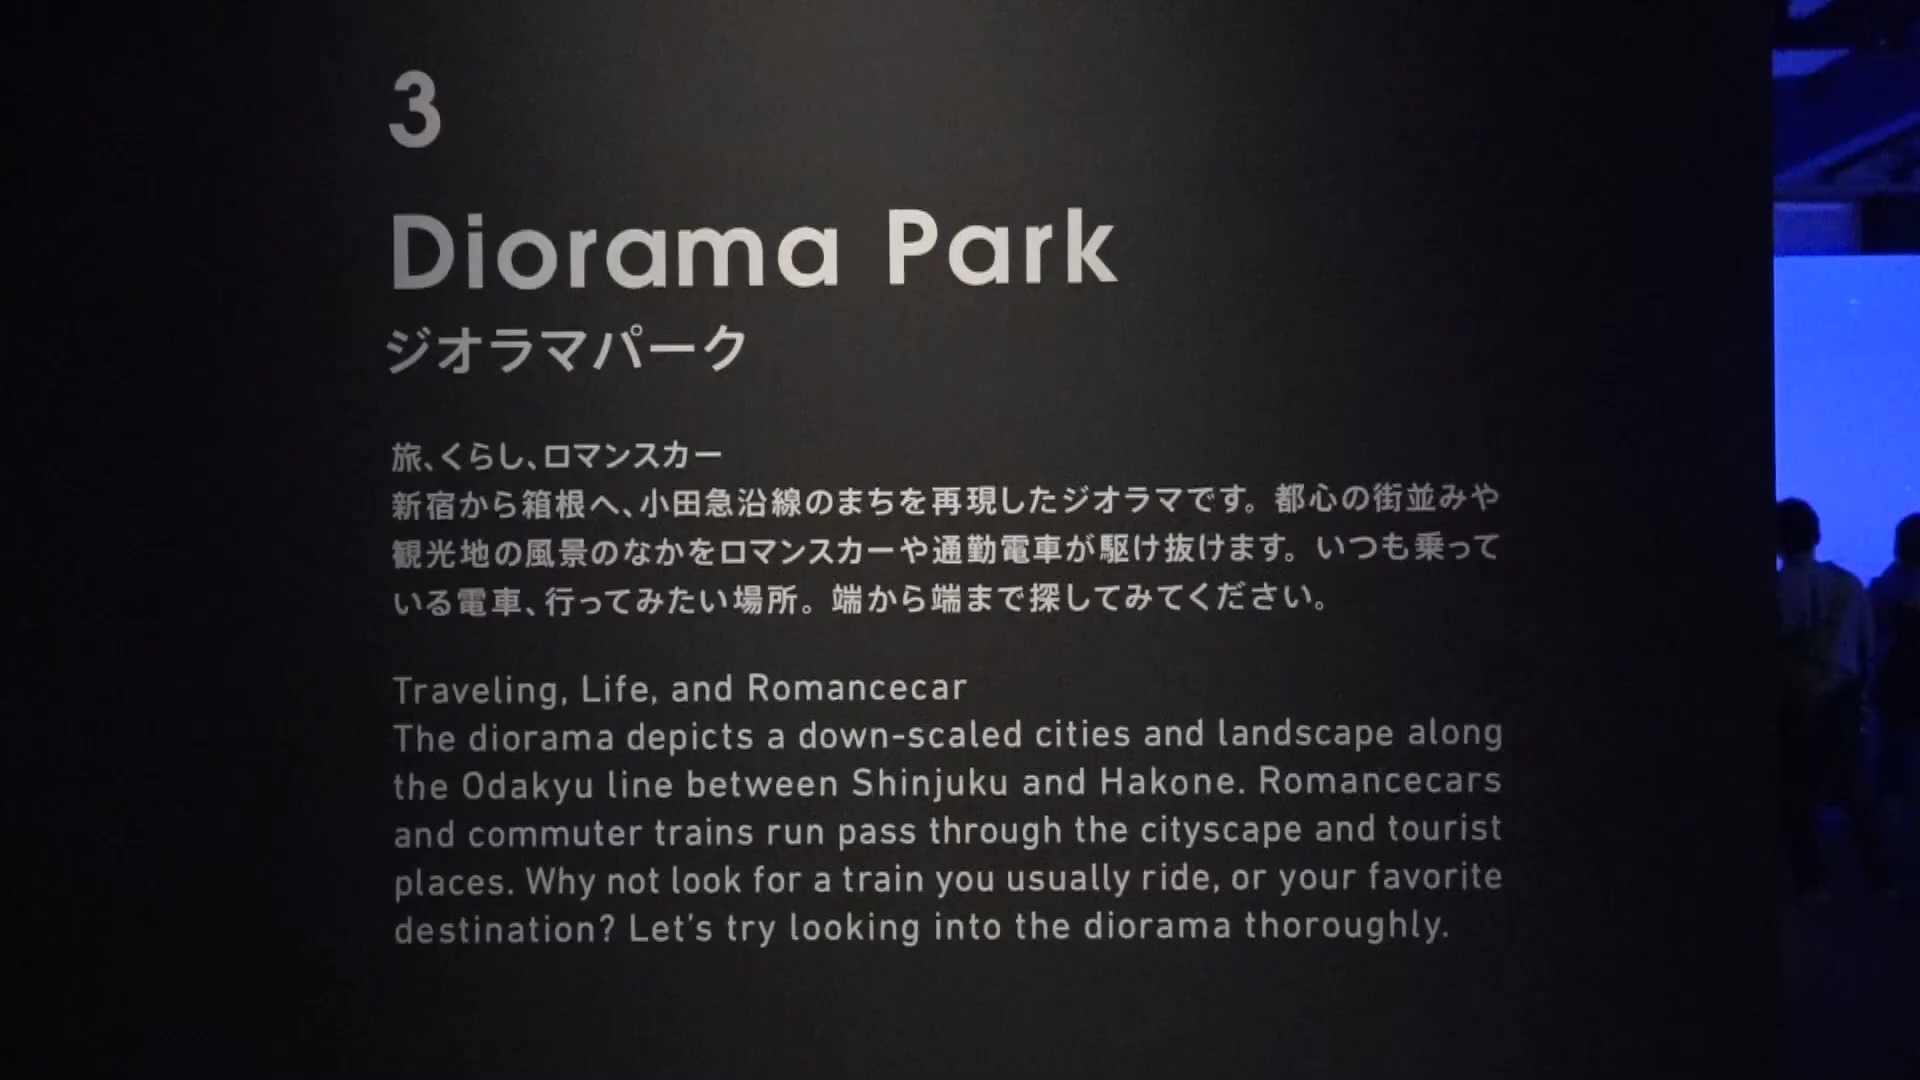 3
Diorama Park
ジオラマパーク
旅、くらし、ロマンスカー
新宿から箱根へ、小田急沿線のまちを再現したジオラマです。都心の街並みや
観光地の風景のなかをロマンスカーや通勤電車が駆け抜けます。いつも乗って
いる電車、行ってみたい場所。端から端まで探してみてください。
Traveling, Life, and Romancecar
The diorama depicts a down-scaled cities and landscape along
the Odakyu line between Shinjuku and Hakone. Romancecars
and commuter trains run pass through the cityscape and tourist
places. Why not look for a train you usually ride, or your favorite
destination? Let's try looking into the diorama thoroughly.